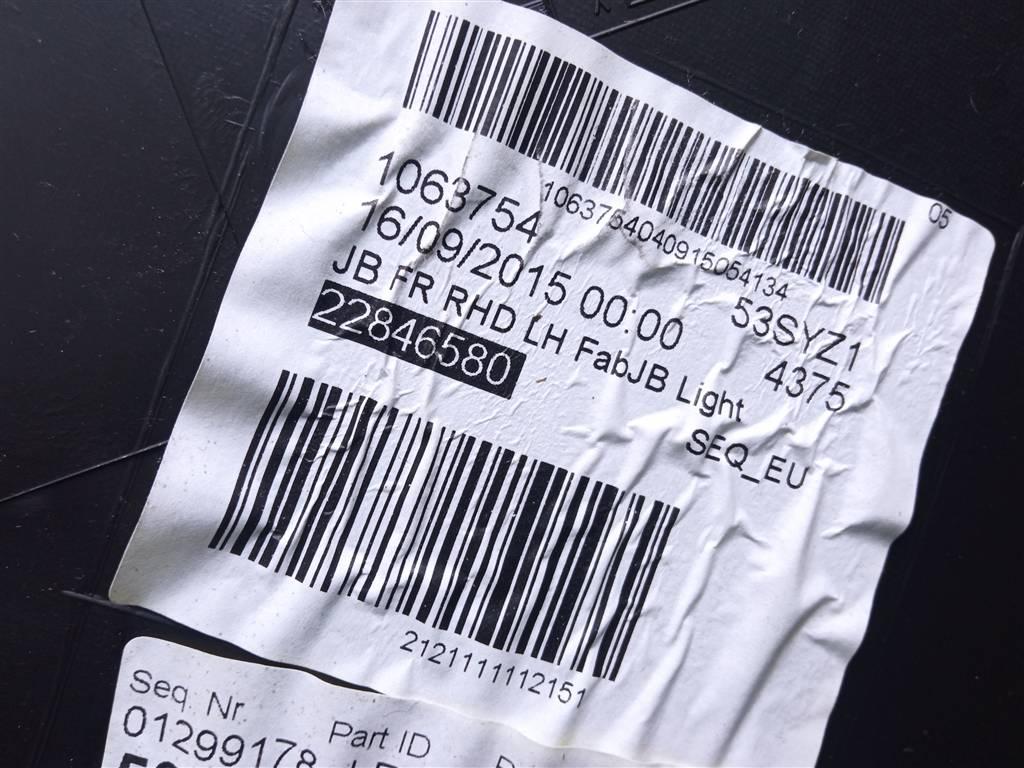 05
1063754040915054134
1063754 53SYZ1
16/09/2015 00:00 4375
JB FR RHD LH FabJB Light
22846580 SEQ_EU
2121111112151
Seq. Nr. Part ID
01299178